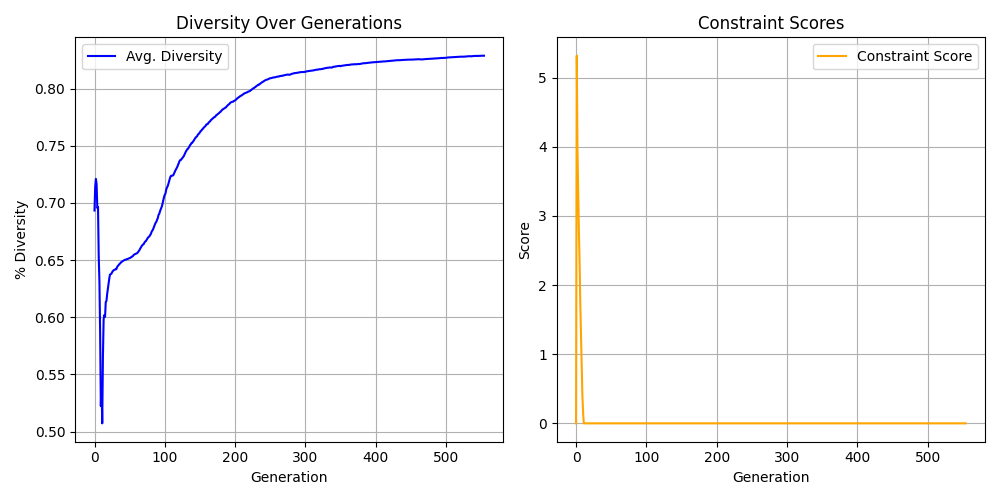 Diversity Over Generations
Avg. Diversity
% Diversity
0.80
0.75
0.70
0.65
0.60
0.55
0.50
0 100 200 300 400 500
Generation
Constraint Scores
Constraint Score
Score
5
4
3
2
1
0
0 100 200 300 400 500
Generation